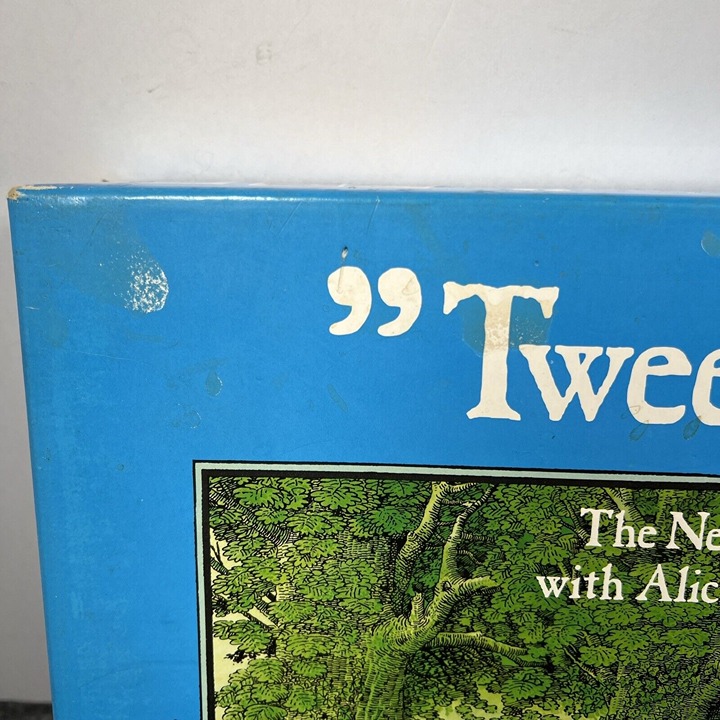 ”Twee
The Ne
with Alic